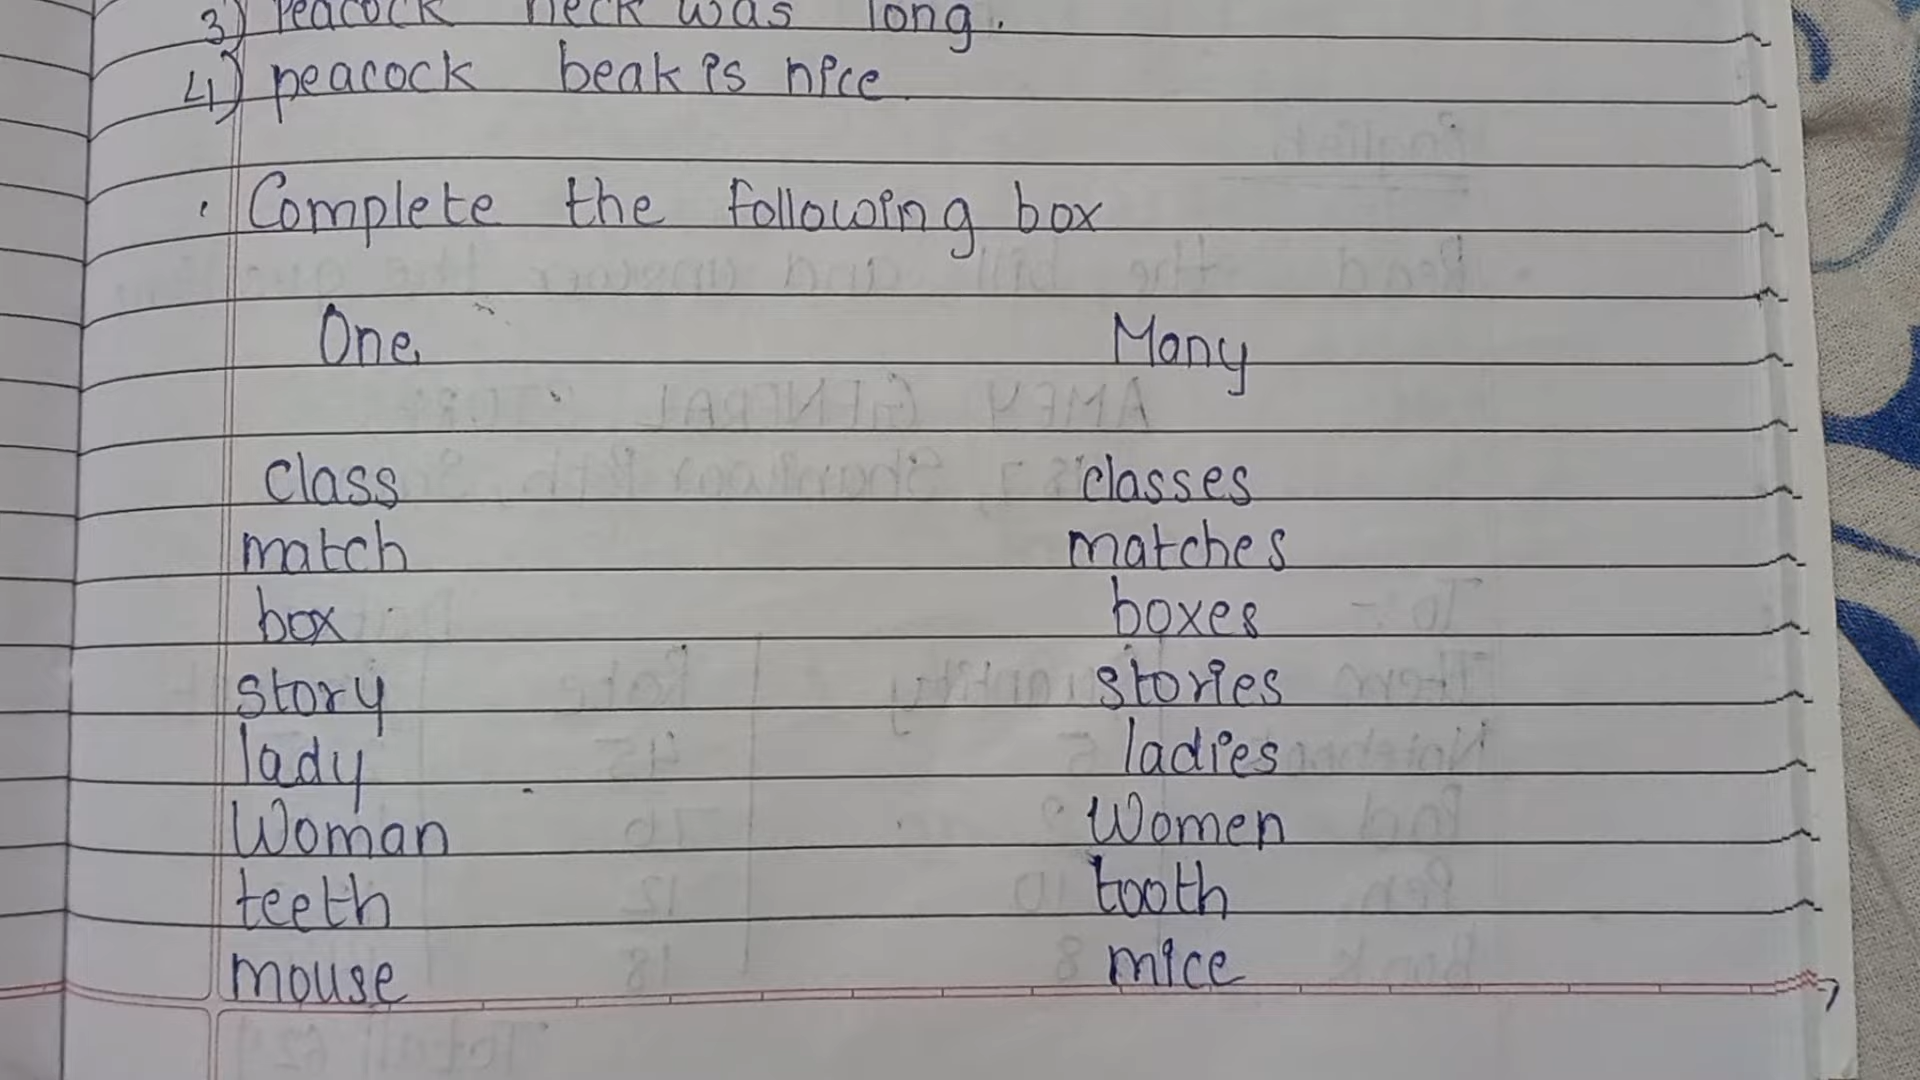 3) Peacock neck was long.
4) peacock beak is nice
. Complete the following box
One Many
class classes
match matches
box boxes
story stories
lady ladies
Woman Women
teeth tooth
mouse mice